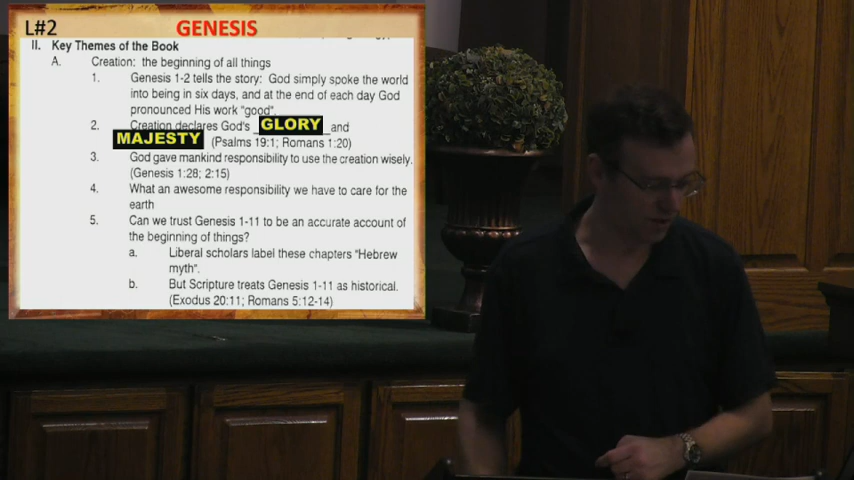 L#2 GENESIS
II. Key Themes of the Book
A. Creation: the beginning of all things
1. Genesis 1-2 tells the story: God simply spoke the world
into being in six days, and at the end of each day God
pronounced His work "good".
2. Creation declares God's GLORY and
MAJESTY (Psalms 19:1; Romans 1:20)
3. God gave mankind responsibility to use the creation wisely.
(Genesis 1:28; 2:15)
4. What an awesome responsibility we have to care for the
earth
5. Can we trust Genesis 1-11 to be an accurate account of
the beginning of things?
a. Liberal scholars label these chapters "Hebrew
myth".
b. But Scripture treats Genesis 1-11 as historical.
(Exodus 20:11; Romans 5:12-14)